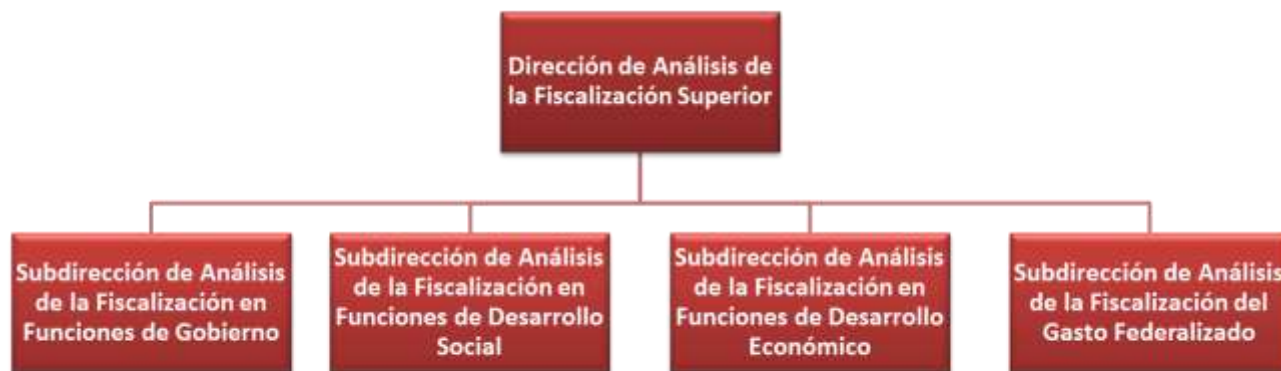 Dirección de Análisis de
la Fiscalización Superior
Subdirección de Análisis
de la Fiscalización en
Funciones de Gobierno
Subdirección de Análisis
de la Fiscalización en
Funciones de Desarrollo
Social
Subdirección de Análisis
de la Fiscalización en
Funciones de Desarrollo
Económico
Subdirección de Análisis
de la Fiscalización del
Gasto Federalizado